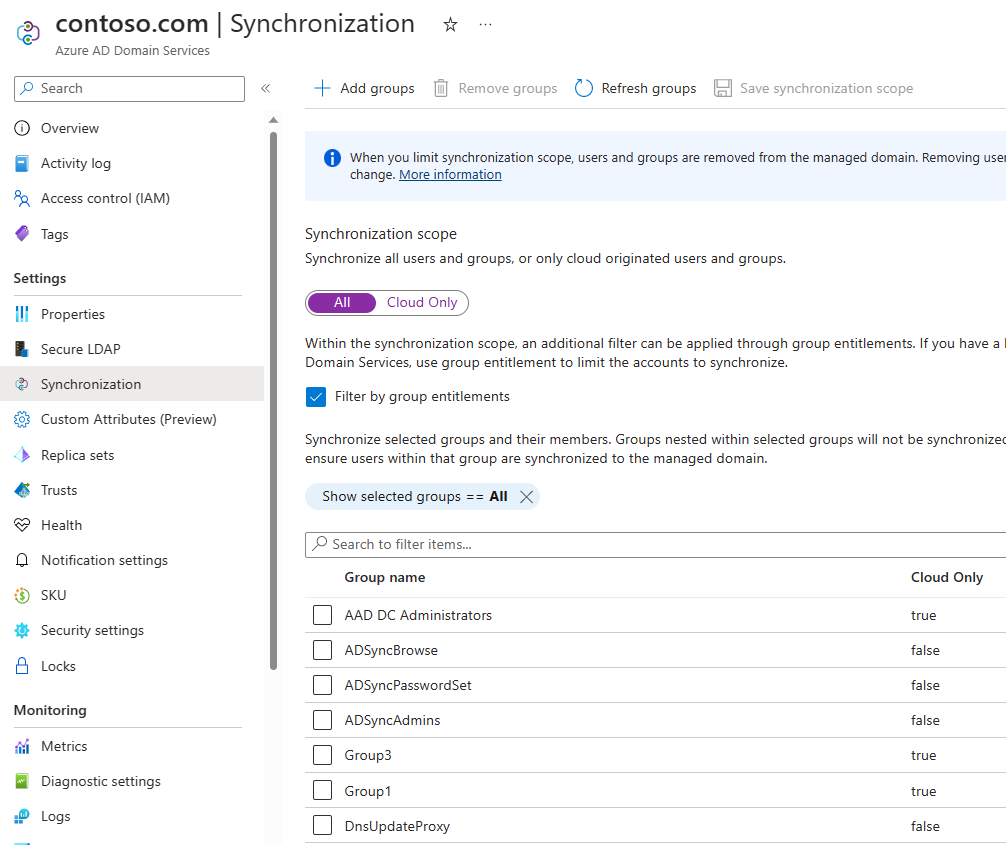 contoso.com | Synchronization
Azure AD Domain Services
Search
Overview
Activity log
Access control (IAM)
Tags
Settings
Properties
Secure LDAP
Synchronization
Custom Attributes (Preview)
Replica sets
Trusts
Health
Notification settings
SKU
Security settings
Locks
Monitoring
Metrics
Diagnostic settings
Logs
Add groups Remove groups Refresh groups Save synchronization scope
When you limit synchronization scope, users and groups are removed from the managed domain. Removing
change. More information
Synchronization scope
Synchronize all users and groups, or only cloud originated users and groups.
All Cloud Only
Within the synchronization scope, an additional filter can be applied through group entitlements. If you have a
Domain Services, use group entitlement to limit the accounts to synchronize.
Filter by group entitlements
Synchronize selected groups and their members. Groups nested within selected groups will not be synchronized
ensure users within that group are synchronized to the managed domain.
Show selected groups == All
Search to filter items...
Group name Cloud Only
AAD DC Administrators true
ADSyncBrowse false
ADSyncPasswordSet false
ADSyncAdmins false
Group3 true
Group1 true
DnsUpdateProxy false